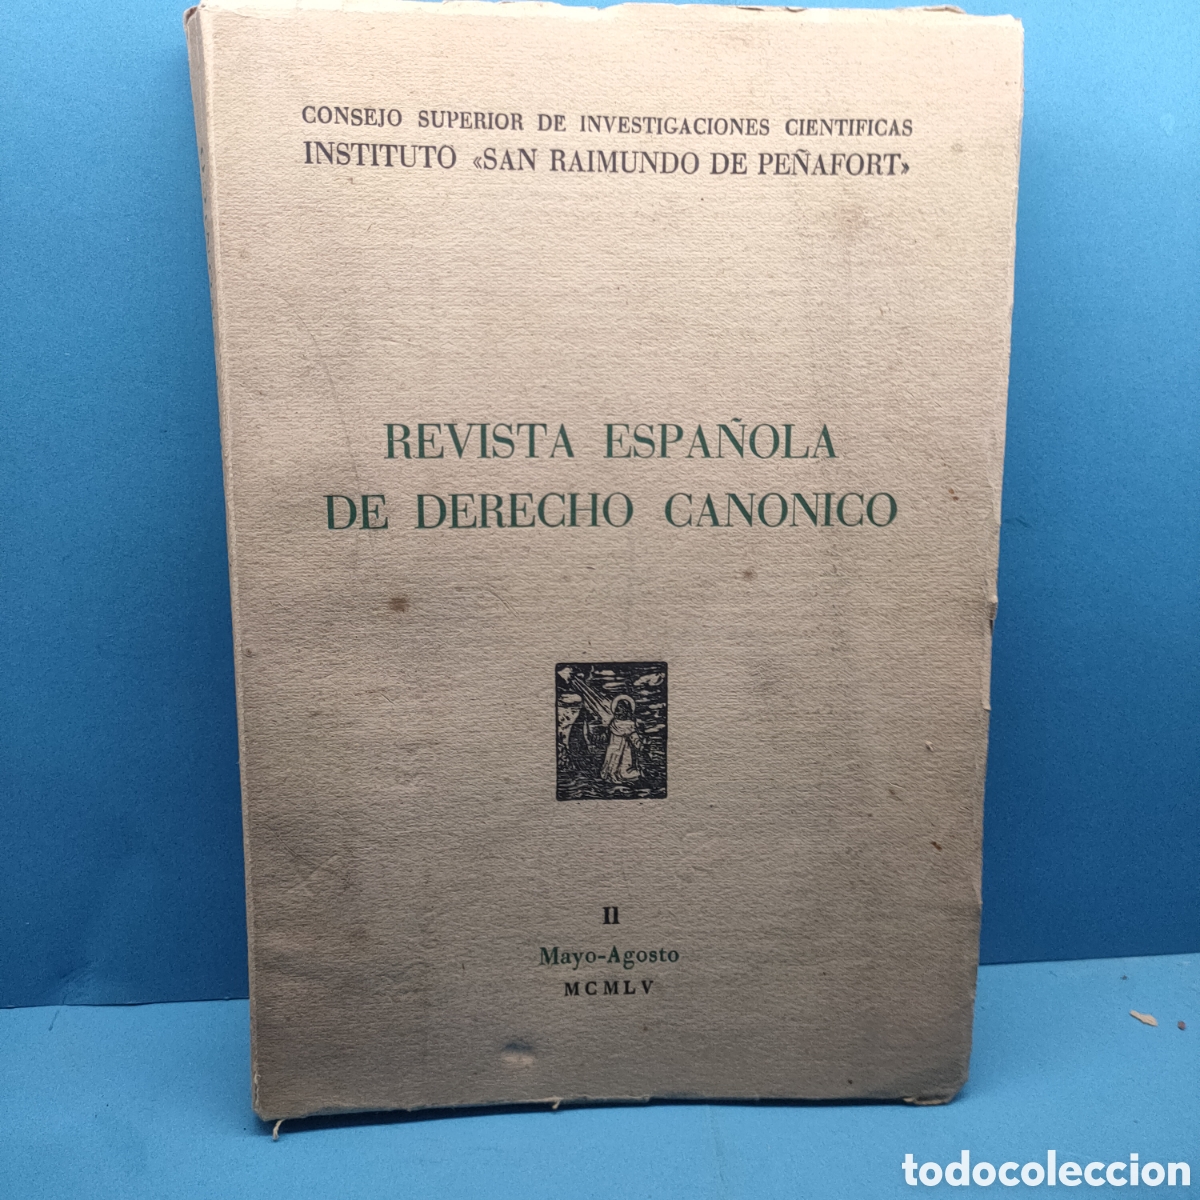 CONSEJO SUPERIOR DE INVESTIGACIONES CIENTIFICAS
INSTITUTO «SAN RAIMUNDO DE PEÑAFORT»
REVISTA ESPAÑOLA
DE DERECHO CANONICO
II
Mayo-Agosto
MCMLV
todocoleccion